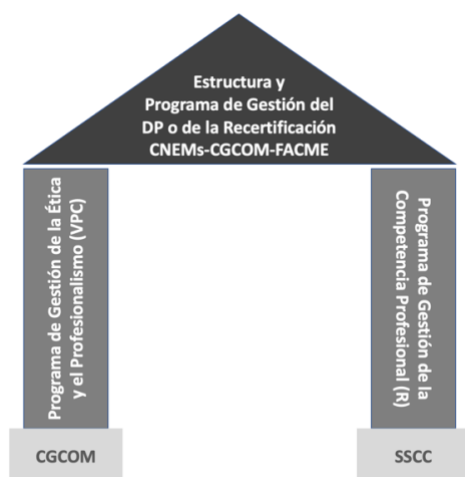 Estructura y
Programa de Gestión del
DP o de la Recertificación
CNEMs-CGCOM-FACME
Programa de Gestión de la Ética
y el Profesionalismo (VPC)
Programa de Gestión de la
Competencia Profesional (R)
CGCOM
SSCC